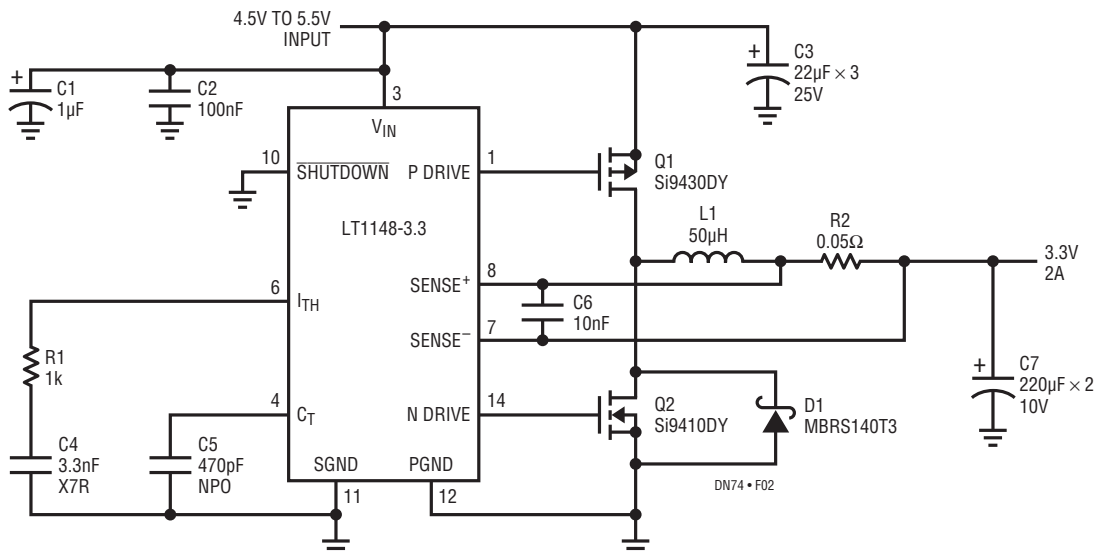 4.5V TO 5.5V
INPUT
+
C1
1µF
C2
100nF
3
+
C3
22µF × 3
25V
V_IN
10
SHUTDOWN
P DRIVE
1
Q1
Si9430DY
LT1148-3.3
L1
50µH
R2
0.05Ω
3.3V
2A
SENSE+
8
C6
10nF
6
I_TH
SENSE−
7
R1
1k
+
C7
220µF × 2
10V
4
C_T
N DRIVE
14
Q2
Si9410DY
D1
MBRS140T3
C4
3.3nF
X7R
C5
470pF
NPO
SGND
PGND
11
12
DN74 • F02